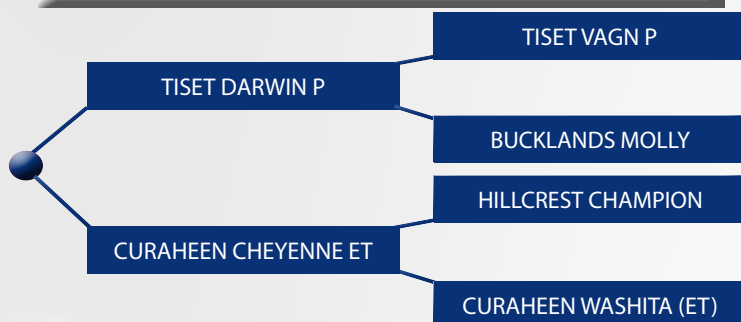 TISET VAGN P
TISET DARWIN P
BUCKLANDS MOLLY
HILLCREST CHAMPION
CURAHEEN CHEYENNE ET
CURAHEEN WASHITA (ET)